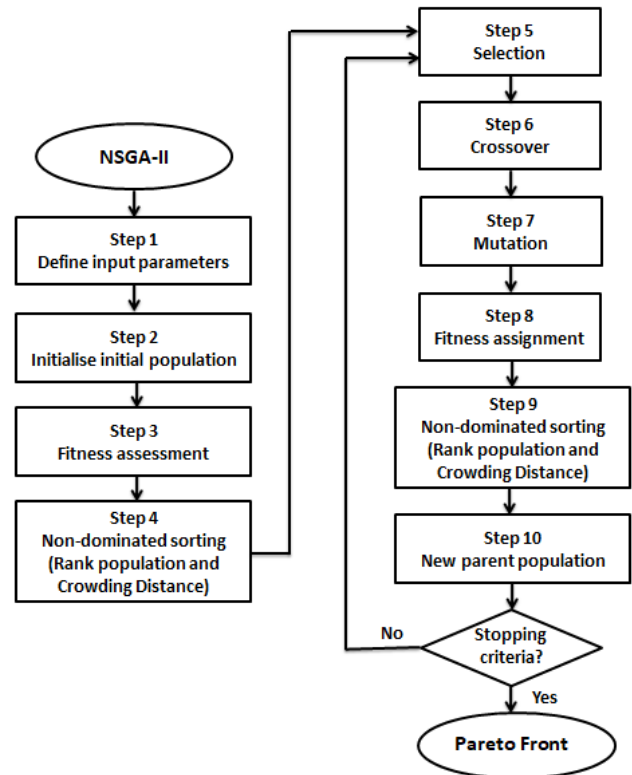 NSGA-II
Step 1
Define input parameters
Step 2
Initialise initial population
Step 3
Fitness assessment
Step 4
Non-dominated sorting
(Rank population and
Crowding Distance)
Step 5
Selection
Step 6
Crossover
Step 7
Mutation
Step 8
Fitness assignment
Step 9
Non-dominated sorting
(Rank population and
Crowding Distance)
Step 10
New parent population
Stopping
criteria?
No
Yes
Pareto Front